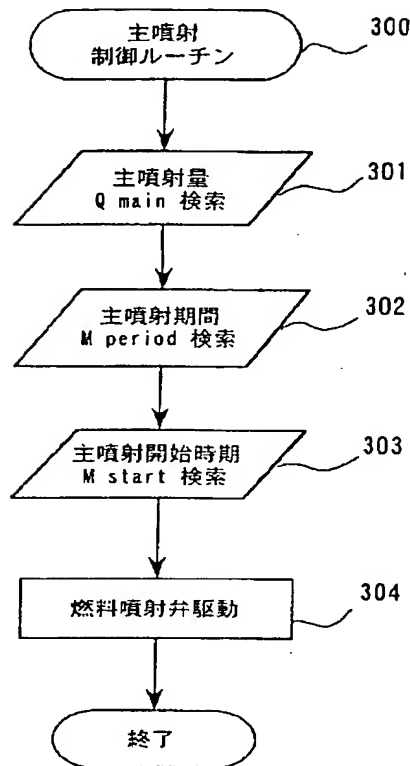 主噴射
制御ルーチン
300
主噴射量
Q main 検索
301
主噴射期間
M period 検索
302
主噴射開始時期
M start 検索
303
燃料噴射弁駆動
304
終了